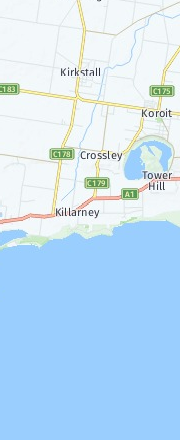 Kirkstall
C183
C175
Koroit
C178
Crossley
Tower
Hill
C179
A1
Killarney